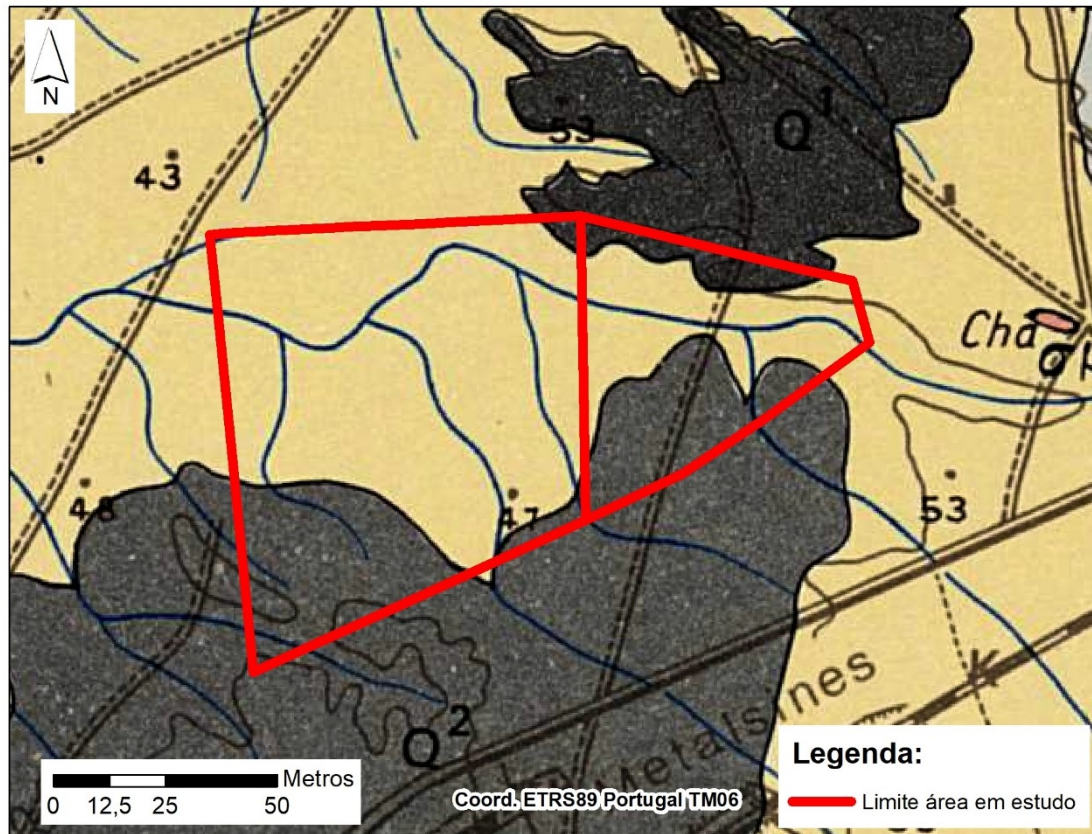 N
43
53
Q¹
Cha
48
47
53
Q²
Metalsines
K
Legenda:
Limite área em estudo
Metros
0 12,5 25 50
Coord. ETRS89 Portugal TM06